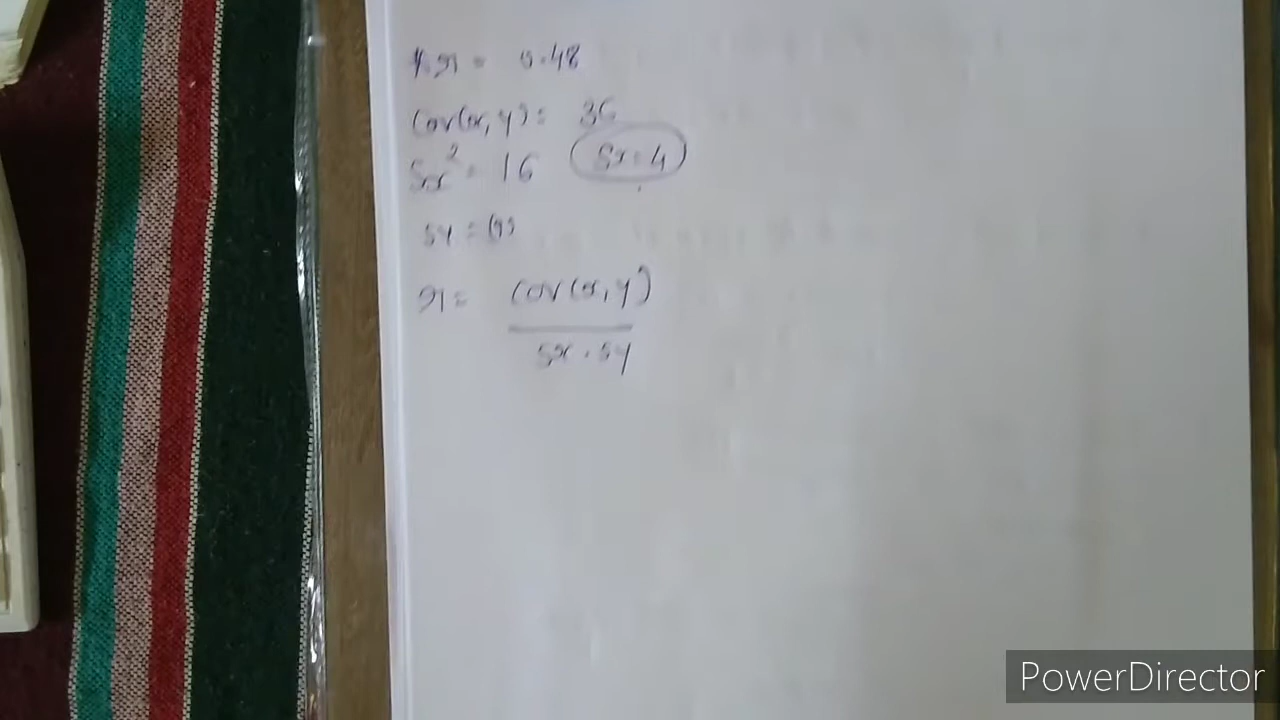 r = 0.48
Cov(x, y) = 36
Sx² = 16 Sx = 4
Sy = (?)
r = Cov(x, y)
Sx . Sy
PowerDirector